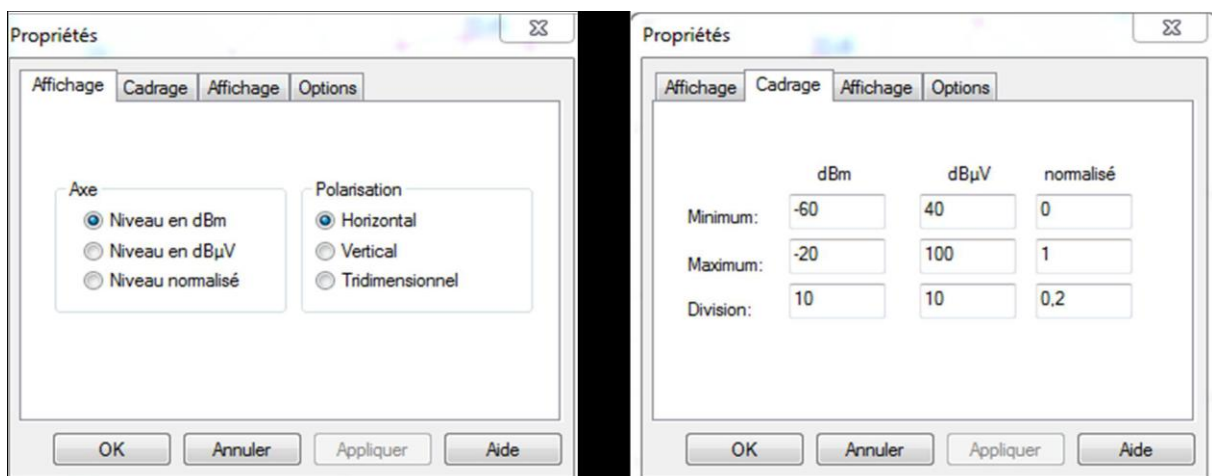 Propriétés
Affichage Cadrage Affichage Options
Axe
Niveau en dBm
Niveau en dBµV
Niveau normalisé
Polarisation
Horizontal
Vertical
Tridimensionnel
OK Annuler Appliquer Aide
Propriétés
Affichage Cadrage Affichage Options
dBm dBµV normalisé
Minimum: -60 40 0
Maximum: -20 100 1
Division: 10 10 0,2
OK Annuler Appliquer Aide